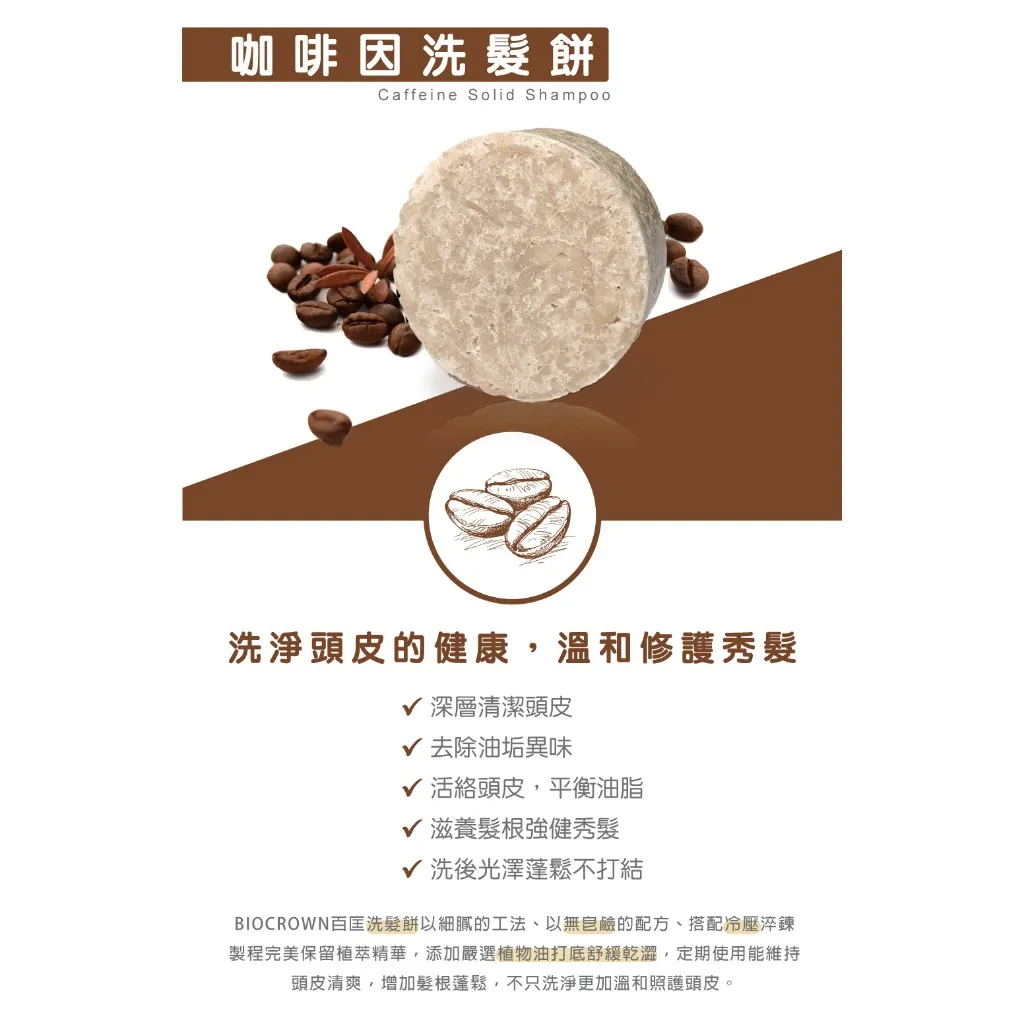 咖啡因洗髮餅
Caffeine Solid Shampoo
洗淨頭皮的健康，溫和修護秀髮
深層清潔頭皮
去除油垢異味
活絡頭皮，平衡油脂
滋養髮根強健秀髮
洗後光澤蓬鬆不打結
BIOCROWN百匡洗髮餅以細膩的工法、以無皂鹼的配方、搭配冷壓淬鍊
製程完美保留植萃精華，添加嚴選植物油打底舒緩乾澀，定期使用能維持
頭皮清爽，增加髮根蓬鬆，不只洗淨更加溫和照護頭皮。